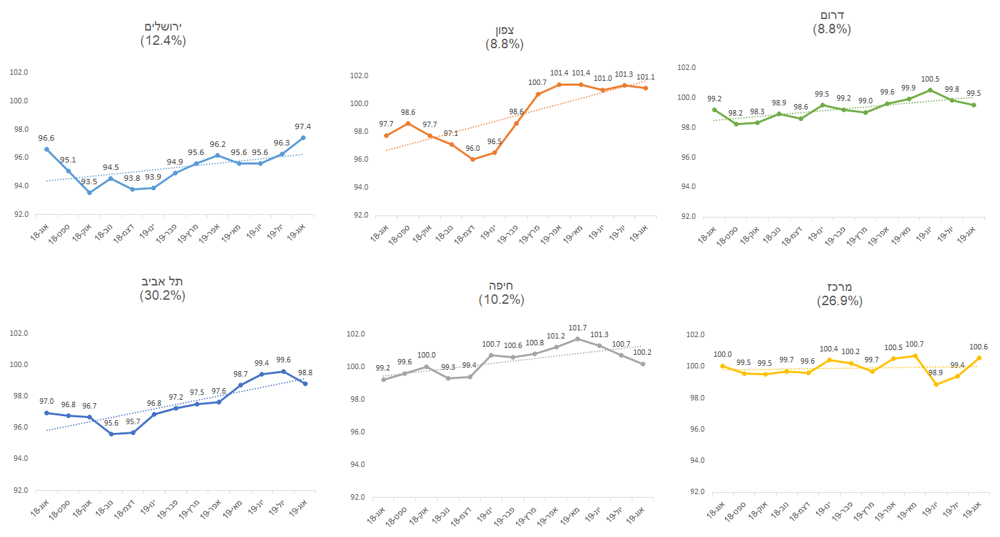 ירושלים
(12.4%)
102.0
100.0
98.0
96.0
94.0
92.0
96.6
95.1
93.5
94.5
93.8
93.9
94.9
95.6
96.2
95.6
95.6
96.3
97.4
אוג-18
ספט-18
אוק-18
נוב-18
דצמ-18
ינו-19
פבר-19
מרץ-19
אפר-19
מאי-19
יונ-19
יול-19
אוג-19
צפון
(8.8%)
102.0
100.0
98.0
96.0
94.0
92.0
97.7
98.6
97.7
97.1
96.0
96.5
98.6
100.7
101.4
101.4
101.0
101.3
101.1
אוג-18
ספט-18
אוק-18
נוב-18
דצמ-18
ינו-19
פבר-19
מרץ-19
אפר-19
מאי-19
יונ-19
יול-19
אוג-19
דרום
(8.8%)
102.0
100.0
98.0
96.0
94.0
92.0
99.2
98.2
98.3
98.9
98.6
99.5
99.2
99.0
99.6
99.9
100.5
99.8
99.5
אוג-18
ספט-18
אוק-18
נוב-18
דצמ-18
ינו-19
פבר-19
מרץ-19
אפר-19
מאי-19
יונ-19
יול-19
אוג-19
תל אביב
(30.2%)
102.0
100.0
98.0
96.0
94.0
92.0
97.0
96.8
96.7
95.6
95.7
96.8
97.2
97.5
97.6
98.7
99.4
99.6
98.8
אוג-18
ספט-18
אוק-18
נוב-18
דצמ-18
ינו-19
פבר-19
מרץ-19
אפר-19
מאי-19
יונ-19
יול-19
אוג-19
חיפה
(10.2%)
102.0
100.0
98.0
96.0
94.0
92.0
99.2
99.6
100.0
99.3
99.4
100.7
100.6
100.8
101.2
101.7
101.3
100.7
100.2
אוג-18
ספט-18
אוק-18
נוב-18
דצמ-18
ינו-19
פבר-19
מרץ-19
אפר-19
מאי-19
יונ-19
יול-19
אוג-19
מרכז
(26.9%)
102.0
100.0
98.0
96.0
94.0
92.0
100.0
99.5
99.5
99.7
99.6
100.4
100.2
99.7
100.5
100.7
98.9
99.4
100.6
אוג-18
ספט-18
אוק-18
נוב-18
דצמ-18
ינו-19
פבר-19
מרץ-19
אפר-19
מאי-19
יונ-19
יול-19
אוג-19